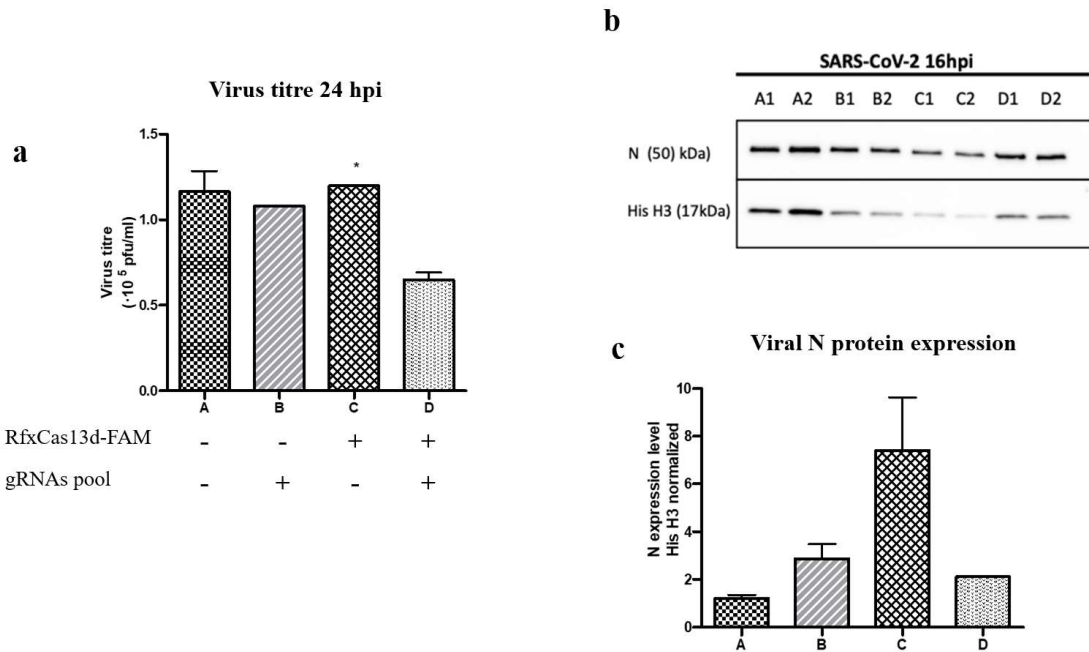 a
Virus titre 24 hpi
Virus titre
(·10 5 pfu/ml)
1.5
1.0
0.5
0.0
*
A B C D
RfxCas13d-FAM - - + +
gRNAs pool - + - +
b
SARS-CoV-2 16hpi
A1 A2 B1 B2 C1 C2 D1 D2
N (50) kDa)
His H3 (17kDa)
c
Viral N protein expression
N expression level
His H3 normalized
10
8
6
4
2
0
A B C D